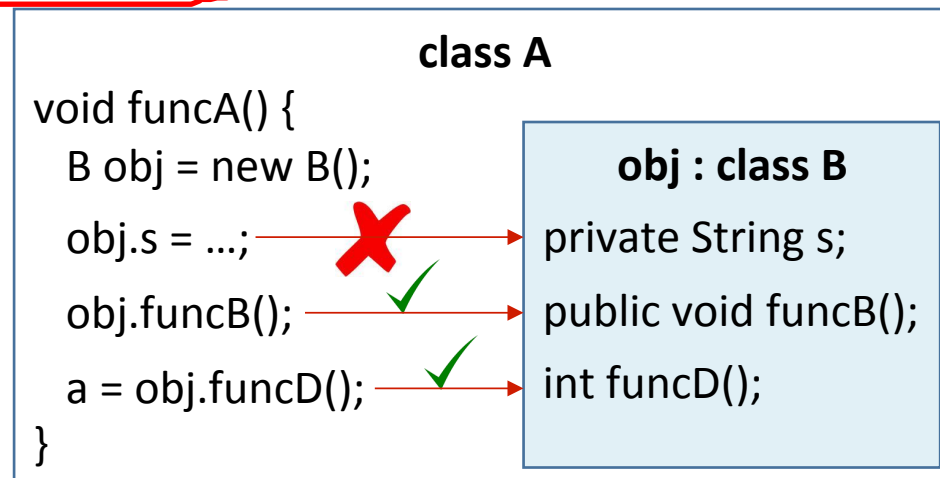 class A
void funcA() {
B obj = new B();
obj.s = …;
obj.funcB();
a = obj.funcD();
}
obj : class B
private String s;
public void funcB();
int funcD();